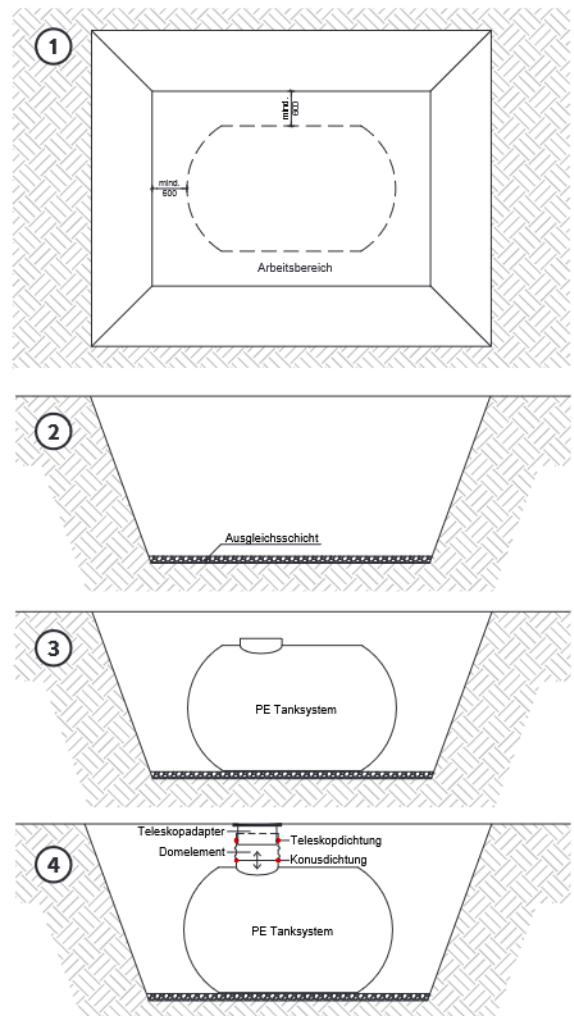 1
mind.
600
mind.
600
Arbeitsbereich
2
Ausgleichsschicht
3
PE Tanksystem
4
Teleskopadapter
Teleskopdichtung
Domelement
Konusdichtung
PE Tanksystem